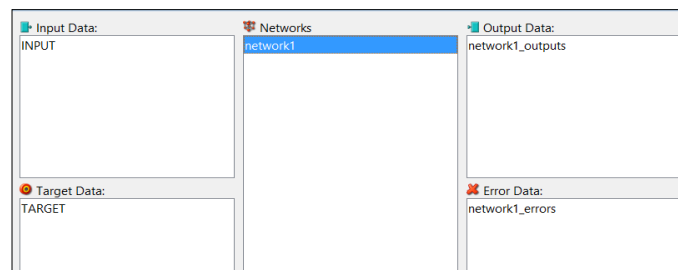 Input Data:
INPUT
Networks
network1
Output Data:
network1_outputs
Target Data:
TARGET
Error Data:
network1_errors